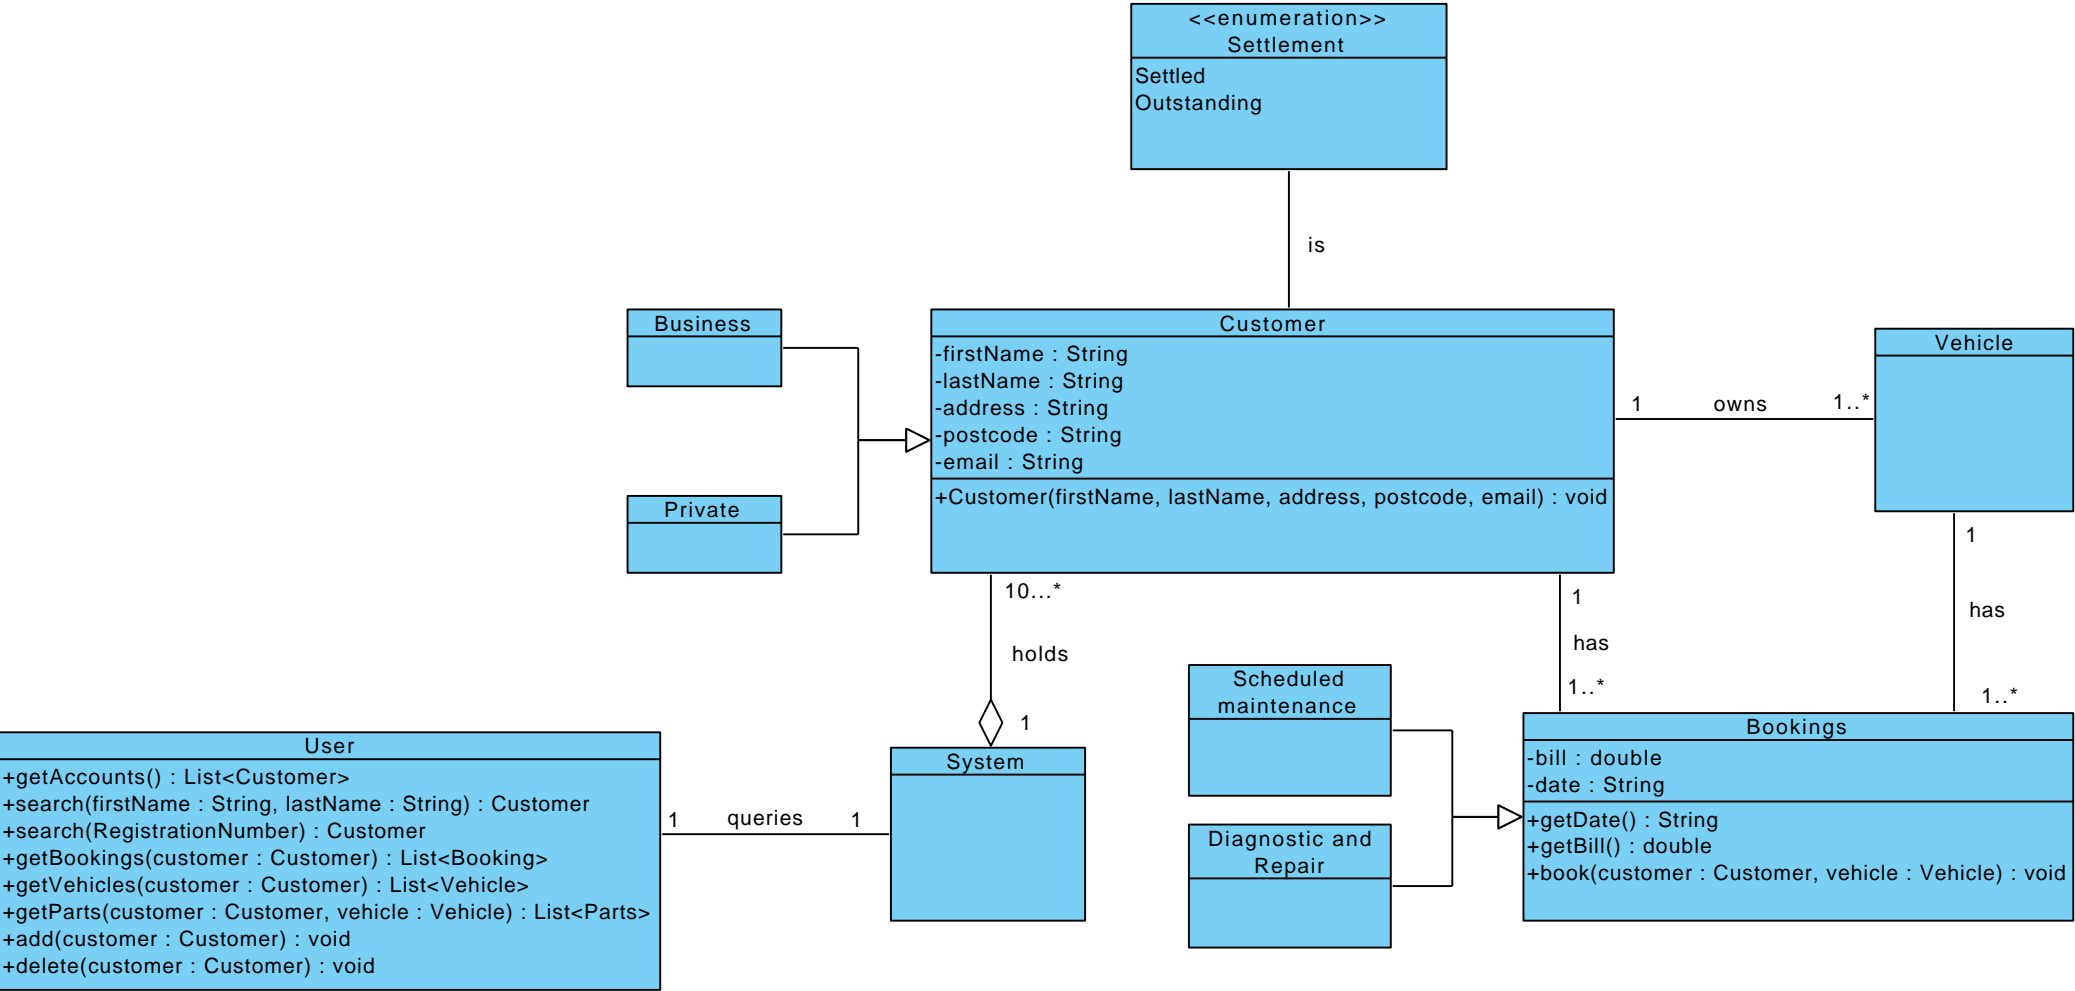 <<enumeration>>
Settlement
Settled
Outstanding
is
Business
Private
Customer
-firstName : String
-lastName : String
-address : String
-postcode : String
-email : String
+Customer(firstName, lastName, address, postcode, email) : void
1 owns 1..*
Vehicle
1
has
1..*
10...*
holds
1
1
has
1..*
User
+getAccounts() : List<Customer>
+search(firstName : String, lastName : String) : Customer
+search(RegistrationNumber) : Customer
+getBookings(customer : Customer) : List<Booking>
+getVehicles(customer : Customer) : List<Vehicle>
+getParts(customer : Customer, vehicle : Vehicle) : List<Parts>
+add(customer : Customer) : void
+delete(customer : Customer) : void
1 queries 1
System
Scheduled
maintenance
Diagnostic and
Repair
Bookings
-bill : double
-date : String
+getDate() : String
+getBill() : double
+book(customer : Customer, vehicle : Vehicle) : void